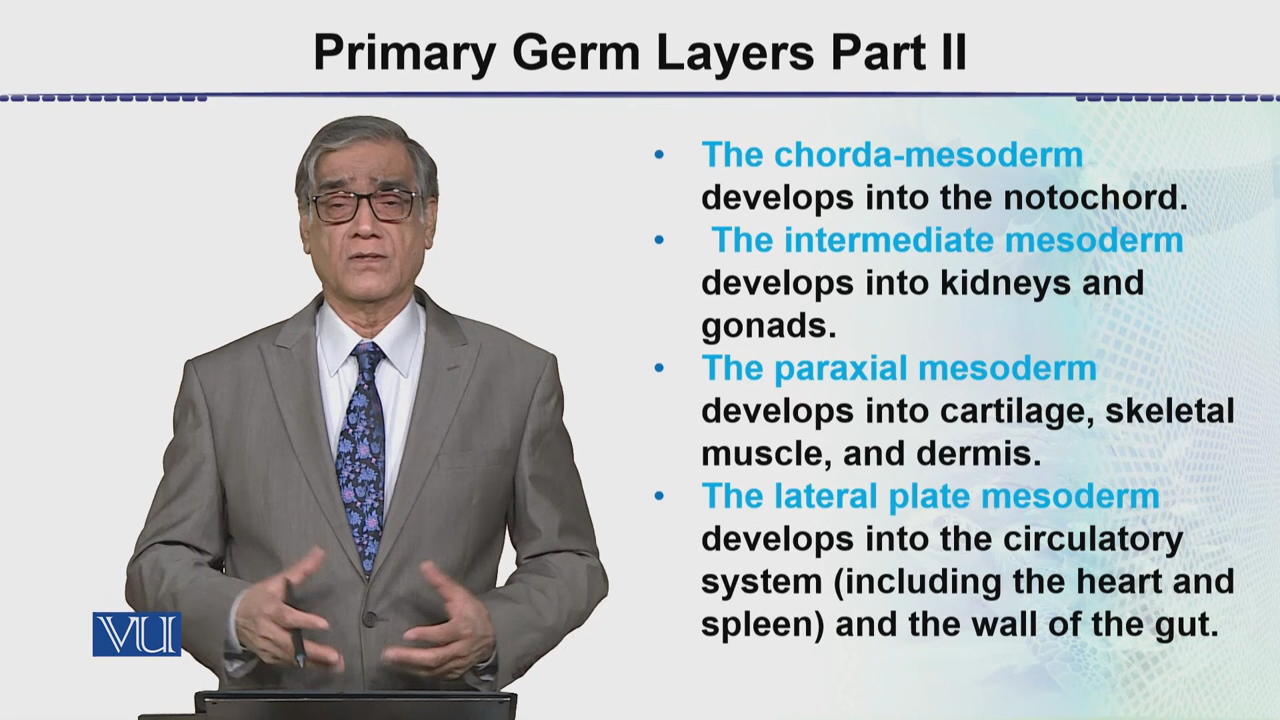 Primary Germ Layers Part II
• The chorda-mesoderm
develops into the notochord.
• The intermediate mesoderm
develops into kidneys and
gonads.
• The paraxial mesoderm
develops into cartilage, skeletal
muscle, and dermis.
• The lateral plate mesoderm
develops into the circulatory
system (including the heart and
spleen) and the wall of the gut.
VU